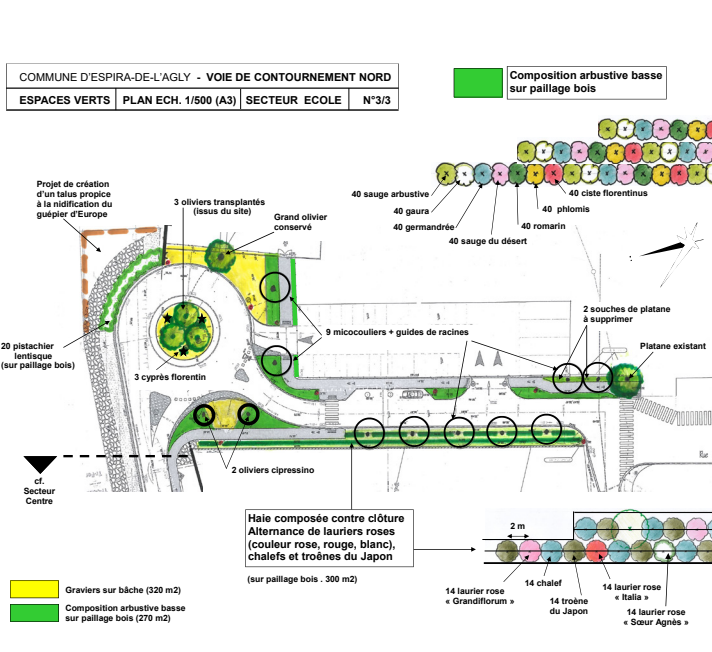 COMMUNE D'ESPIRA-DE-L'AGLY - VOIE DE CONTOURNEMENT NORD
ESPACES VERTS PLAN ECH. 1/500 (A3) SECTEUR ECOLE N°3/3
Composition arbustive basse
sur paillage bois
40 sauge arbustive
40 gaura
40 germandrée
40 sauge du désert
40 romarin
40 phlomis
40 ciste florentinus
Projet de création
d'un talus propice
à la nidification du
guépier d'Europe
3 oliviers transplantés
(issus du site)
Grand olivier
conservé
9 micocouliers + guides de racines
2 souches de platane
à supprimer
Platane existant
20 pistachier
lentisque
(sur paillage bois)
3 cyprès florentin
2 oliviers cipressino
cf.
Secteur
Centre
Haie composée contre clôture
Alternance de lauriers roses
(couleur rose, rouge, blanc),
chalefs et troênes du Japon
(sur paillage bois . 300 m2)
2 m
14 laurier rose
« Grandiflorum »
14 chalef
14 troène
du Japon
14 laurier rose
« Italia »
14 laurier rose
« Sœur Agnès »
Graviers sur bâche (320 m2)
Composition arbustive basse
sur paillage bois (270 m2)